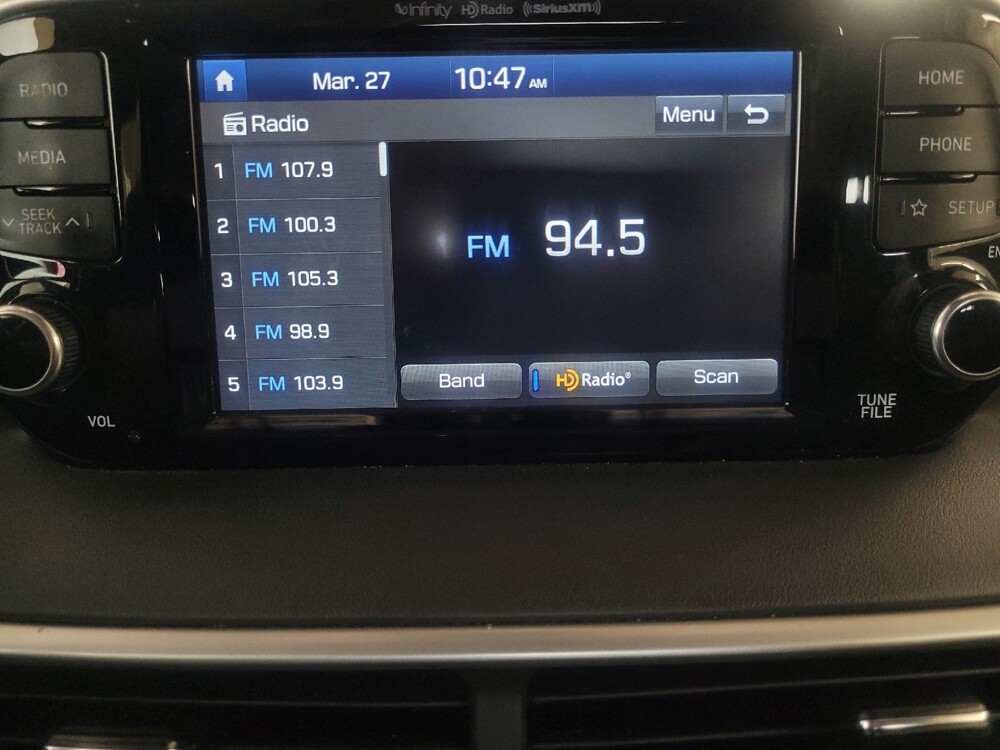 infinity HD Radio ((SiriusXM))
RADIO
MEDIA
SEEK
TRACK
VOL
Mar. 27 10:47 AM
Radio
Menu
1 FM 107.9
2 FM 100.3
3 FM 105.3
4 FM 98.9
5 FM 103.9
FM 94.5
Band
HD Radio®
Scan
HOME
PHONE
☆ SETUP
EN
TUNE
FILE